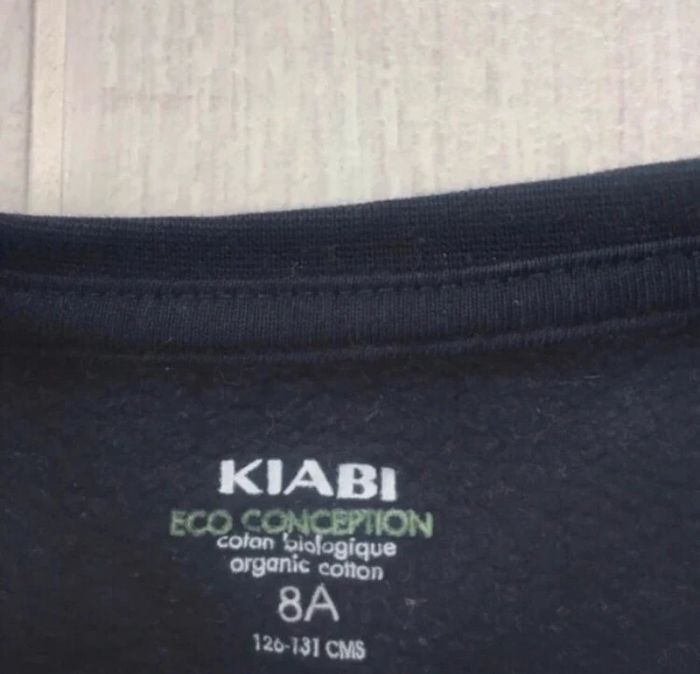 KIABI
ECO CONCEPTION
coton biologique
organic cotton
8A
126-131 CMS